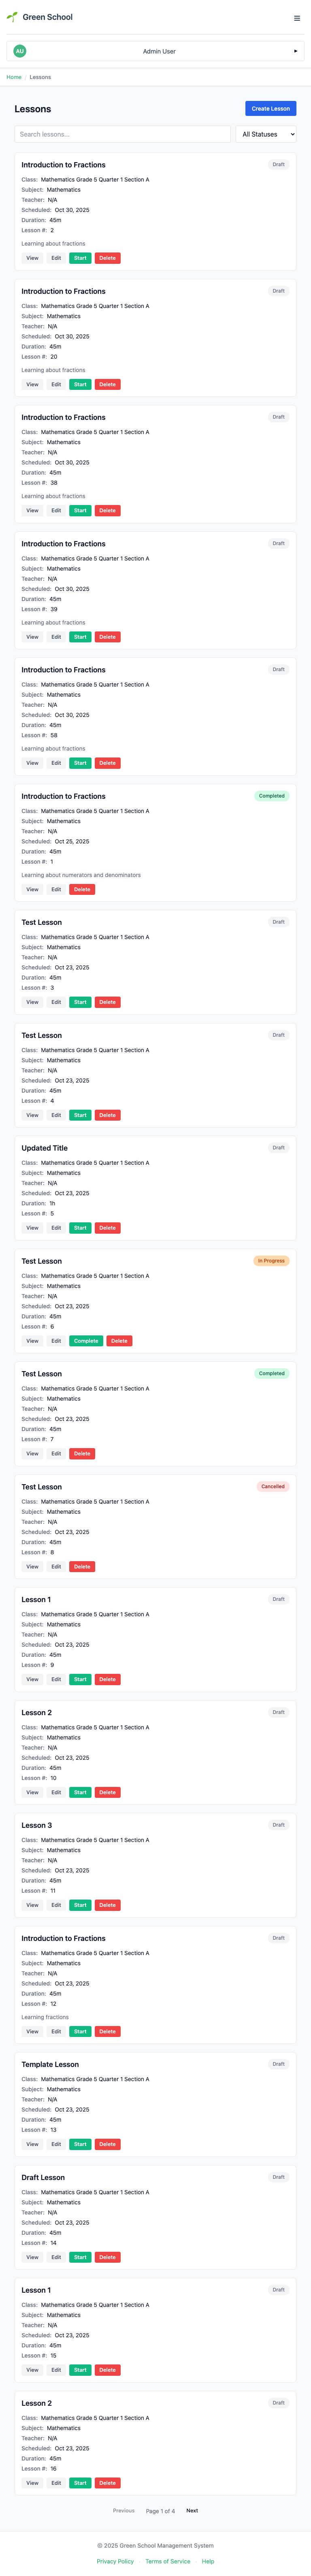 Green School
≡
AU
Admin User
▸
Home / Lessons
Lessons
Create Lesson
Search lessons...
All Statuses
Introduction to Fractions
Draft
Class: Mathematics Grade 5 Quarter 1 Section A
Subject: Mathematics
Teacher: N/A
Scheduled: Oct 30, 2025
Duration: 45m
Lesson #: 2
Learning about fractions
View Edit Start Delete
Introduction to Fractions
Draft
Class: Mathematics Grade 5 Quarter 1 Section A
Subject: Mathematics
Teacher: N/A
Scheduled: Oct 30, 2025
Duration: 45m
Lesson #: 20
Learning about fractions
View Edit Start Delete
Introduction to Fractions
Draft
Class: Mathematics Grade 5 Quarter 1 Section A
Subject: Mathematics
Teacher: N/A
Scheduled: Oct 30, 2025
Duration: 45m
Lesson #: 38
Learning about fractions
View Edit Start Delete
Introduction to Fractions
Draft
Class: Mathematics Grade 5 Quarter 1 Section A
Subject: Mathematics
Teacher: N/A
Scheduled: Oct 30, 2025
Duration: 45m
Lesson #: 39
Learning about fractions
View Edit Start Delete
Introduction to Fractions
Draft
Class: Mathematics Grade 5 Quarter 1 Section A
Subject: Mathematics
Teacher: N/A
Scheduled: Oct 30, 2025
Duration: 45m
Lesson #: 58
Learning about fractions
View Edit Start Delete
Introduction to Fractions
Completed
Class: Mathematics Grade 5 Quarter 1 Section A
Subject: Mathematics
Teacher: N/A
Scheduled: Oct 25, 2025
Duration: 45m
Lesson #: 1
Learning about numerators and denominators
View Edit Delete
Test Lesson
Draft
Class: Mathematics Grade 5 Quarter 1 Section A
Subject: Mathematics
Teacher: N/A
Scheduled: Oct 23, 2025
Duration: 45m
Lesson #: 3
View Edit Start Delete
Test Lesson
Draft
Class: Mathematics Grade 5 Quarter 1 Section A
Subject: Mathematics
Teacher: N/A
Scheduled: Oct 23, 2025
Duration: 45m
Lesson #: 4
View Edit Start Delete
Updated Title
Draft
Class: Mathematics Grade 5 Quarter 1 Section A
Subject: Mathematics
Teacher: N/A
Scheduled: Oct 23, 2025
Duration: 1h
Lesson #: 5
View Edit Start Delete
Test Lesson
In Progress
Class: Mathematics Grade 5 Quarter 1 Section A
Subject: Mathematics
Teacher: N/A
Scheduled: Oct 23, 2025
Duration: 45m
Lesson #: 6
View Edit Complete Delete
Test Lesson
Completed
Class: Mathematics Grade 5 Quarter 1 Section A
Subject: Mathematics
Teacher: N/A
Scheduled: Oct 23, 2025
Duration: 45m
Lesson #: 7
View Edit Delete
Test Lesson
Cancelled
Class: Mathematics Grade 5 Quarter 1 Section A
Subject: Mathematics
Teacher: N/A
Scheduled: Oct 23, 2025
Duration: 45m
Lesson #: 8
View Edit Delete
Lesson 1
Draft
Class: Mathematics Grade 5 Quarter 1 Section A
Subject: Mathematics
Teacher: N/A
Scheduled: Oct 23, 2025
Duration: 45m
Lesson #: 9
View Edit Start Delete
Lesson 2
Draft
Class: Mathematics Grade 5 Quarter 1 Section A
Subject: Mathematics
Teacher: N/A
Scheduled: Oct 23, 2025
Duration: 45m
Lesson #: 10
View Edit Start Delete
Lesson 3
Draft
Class: Mathematics Grade 5 Quarter 1 Section A
Subject: Mathematics
Teacher: N/A
Scheduled: Oct 23, 2025
Duration: 45m
Lesson #: 11
View Edit Start Delete
Introduction to Fractions
Draft
Class: Mathematics Grade 5 Quarter 1 Section A
Subject: Mathematics
Teacher: N/A
Scheduled: Oct 23, 2025
Duration: 45m
Lesson #: 12
Learning fractions
View Edit Start Delete
Template Lesson
Draft
Class: Mathematics Grade 5 Quarter 1 Section A
Subject: Mathematics
Teacher: N/A
Scheduled: Oct 23, 2025
Duration: 45m
Lesson #: 13
View Edit Start Delete
Draft Lesson
Draft
Class: Mathematics Grade 5 Quarter 1 Section A
Subject: Mathematics
Teacher: N/A
Scheduled: Oct 23, 2025
Duration: 45m
Lesson #: 14
View Edit Start Delete
Lesson 1
Draft
Class: Mathematics Grade 5 Quarter 1 Section A
Subject: Mathematics
Teacher: N/A
Scheduled: Oct 23, 2025
Duration: 45m
Lesson #: 15
View Edit Start Delete
Lesson 2
Draft
Class: Mathematics Grade 5 Quarter 1 Section A
Subject: Mathematics
Teacher: N/A
Scheduled: Oct 23, 2025
Duration: 45m
Lesson #: 16
View Edit Start Delete
Previous Page 1 of 4 Next
© 2025 Green School Management System
Privacy Policy Terms of Service Help